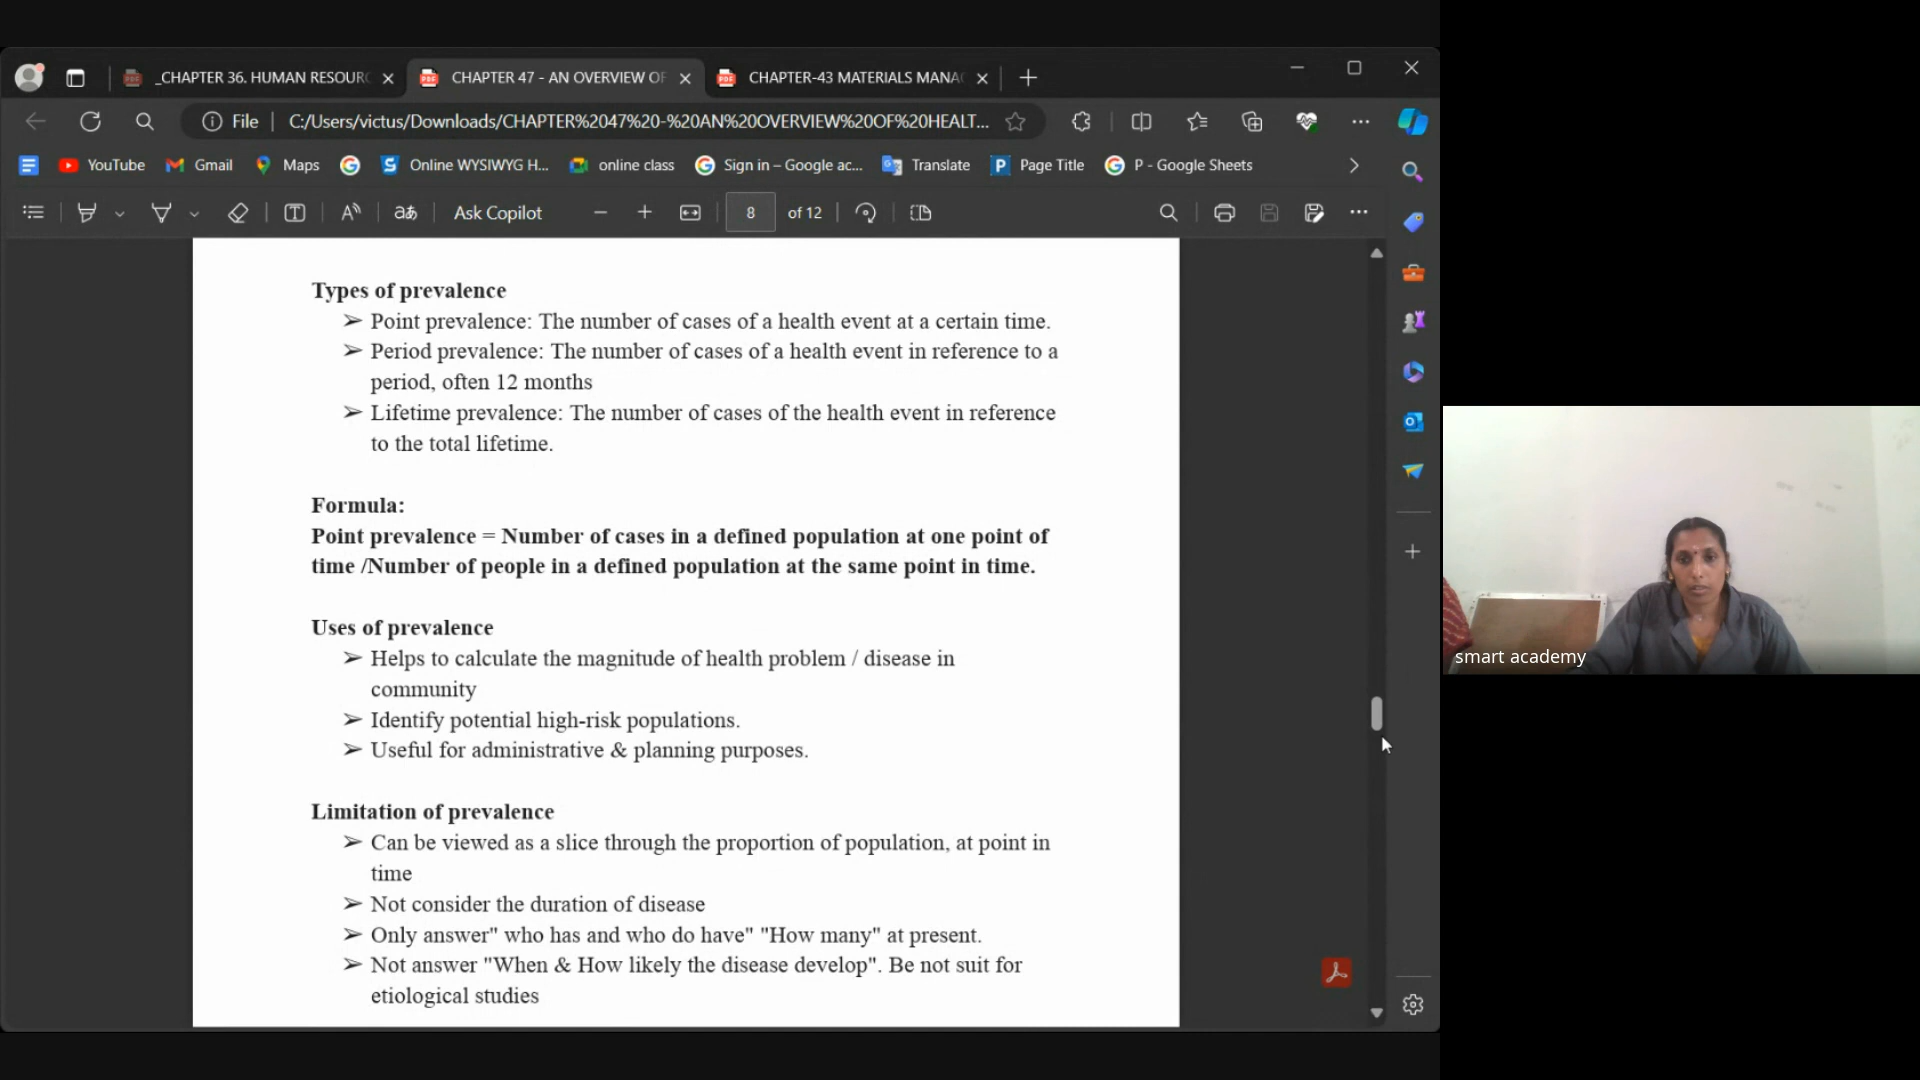 _CHAPTER 36. HUMAN RESOURC
CHAPTER 47 - AN OVERVIEW OF
CHAPTER-43 MATERIALS MANA
File
C:/Users/victus/Downloads/CHAPTER%2047%20-%20AN%20OVERVIEW%20OF%20HEALT...
YouTube
Gmail
Maps
Online WYSIWYG H...
online class
Sign in – Google ac...
Translate
Page Title
P - Google Sheets
Ask Copilot
8 of 12
Types of prevalence
➢ Point prevalence: The number of cases of a health event at a certain time.
➢ Period prevalence: The number of cases of a health event in reference to a
period, often 12 months
➢ Lifetime prevalence: The number of cases of the health event in reference
to the total lifetime.
Formula:
Point prevalence = Number of cases in a defined population at one point of
time /Number of people in a defined population at the same point in time.
Uses of prevalence
➢ Helps to calculate the magnitude of health problem / disease in
community
➢ Identify potential high-risk populations.
➢ Useful for administrative & planning purposes.
Limitation of prevalence
➢ Can be viewed as a slice through the proportion of population, at point in
time
➢ Not consider the duration of disease
➢ Only answer" who has and who do have" "How many" at present.
➢ Not answer "When & How likely the disease develop". Be not suit for
etiological studies
smart academy